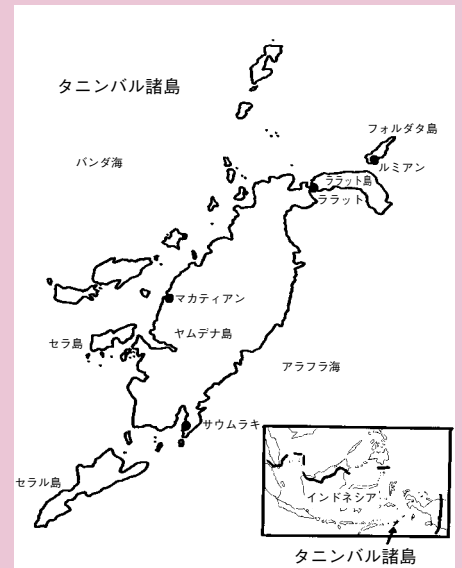 タニンバル諸島
フォルダタ島
バンダ海
ルミアン
ララット島
ララット
マカティアン
ヤムデナ島
セラ島
アラフラ海
サウムラキ
セラル島
インドネシア
タニンバル諸島